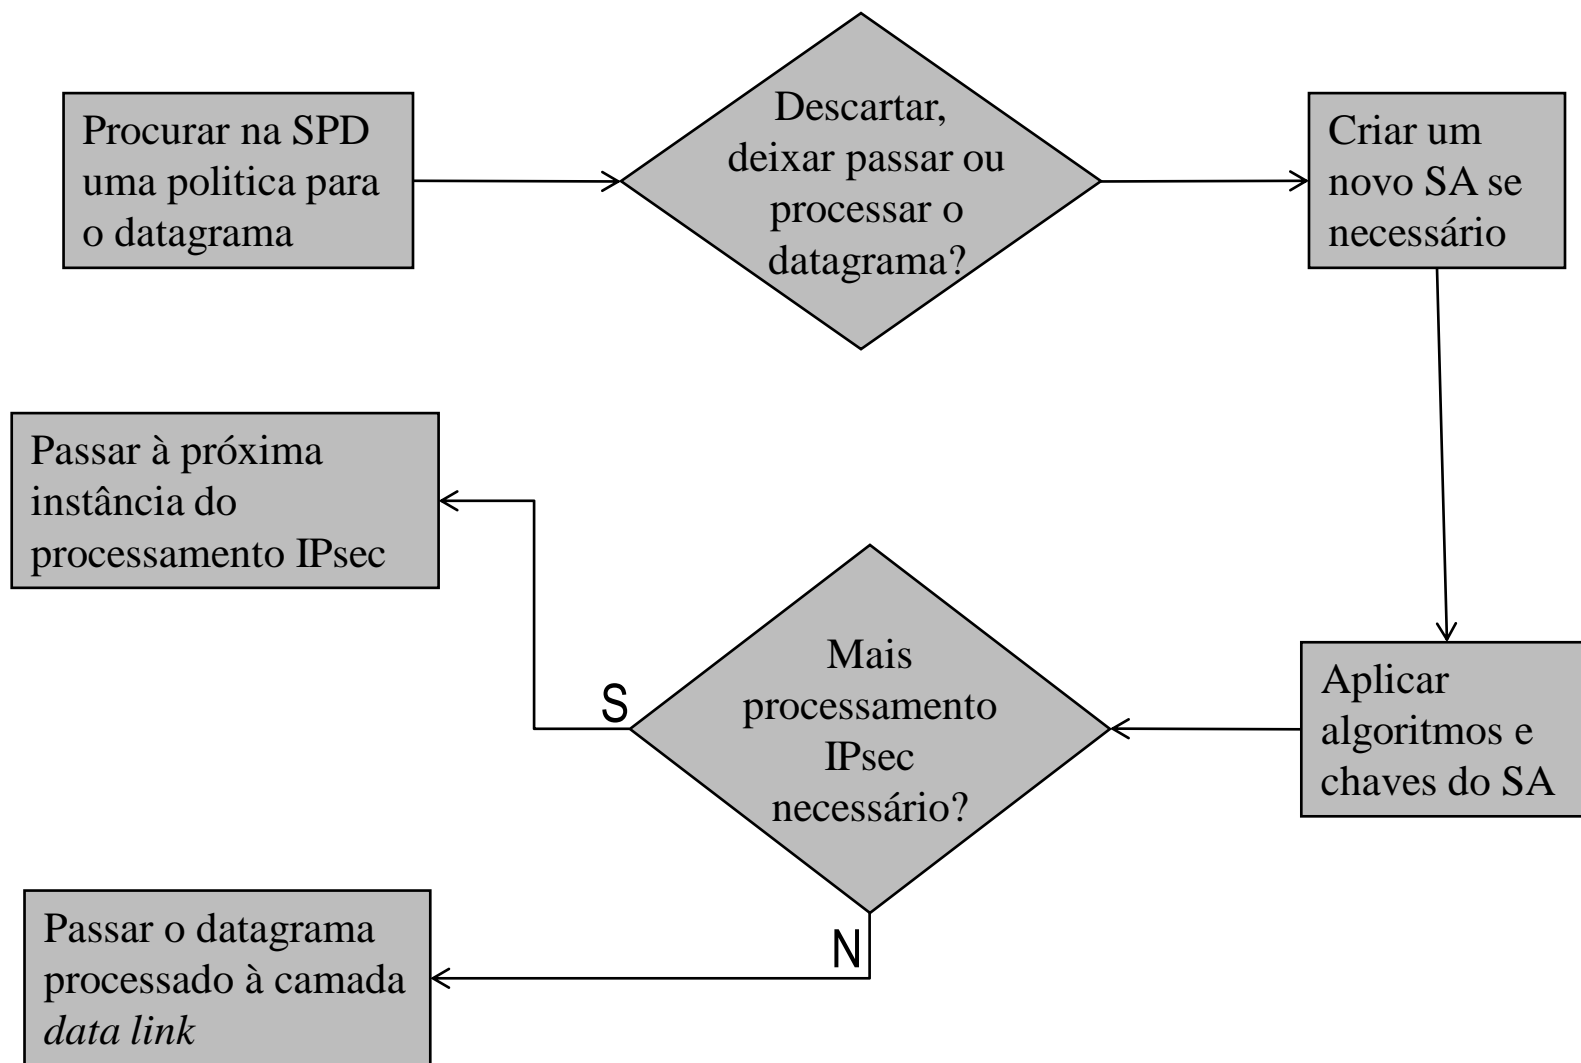 Procurar na SPD
uma politica para
o datagrama
Descartar,
deixar passar ou
processar o
datagrama?
Criar um
novo SA se
necessário
Passar à próxima
instância do
processamento IPsec
S
Mais
processamento
IPsec
necessário?
Aplicar
algoritmos e
chaves do SA
N
Passar o datagrama
processado à camada
data link